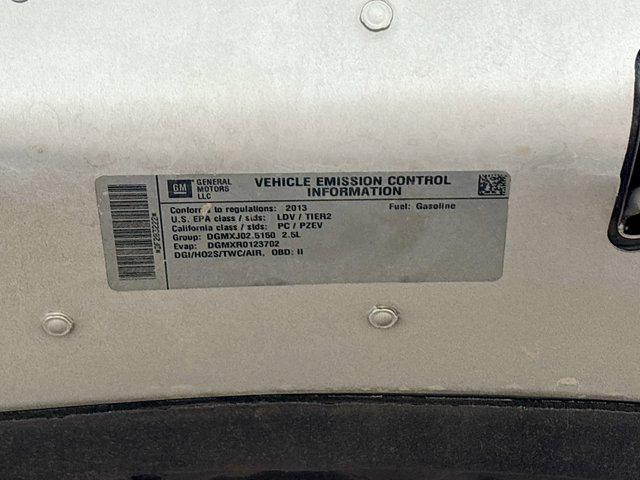 GM
GENERAL
MOTORS
LLC
VEHICLE EMISSION CONTROL
INFORMATION
Conforms to regulations: 2013
Fuel: Gasoline
U.S. EPA class / stds: LDV / TIER2
California class / stds: PC / PZEV
Group: DGMXJ02.5150 2.5L
Evap: DGMXR0123702
DGI/HO2S/TWC/AIR, OBD: II